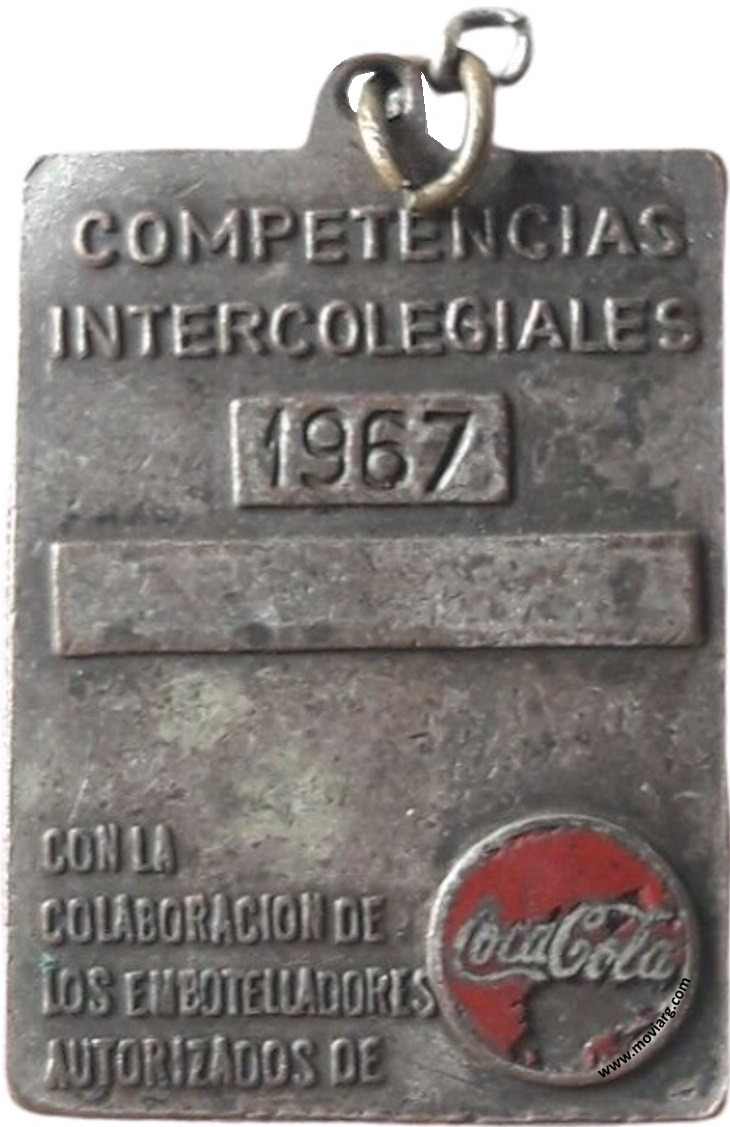 COMPETENCIAS
INTERCOLEGIALES
1967
CON LA
COLABORACION DE
LOS EMBOTELLADORES
AUTORIZADOS DE
Coca-Cola
www.moviarg.com